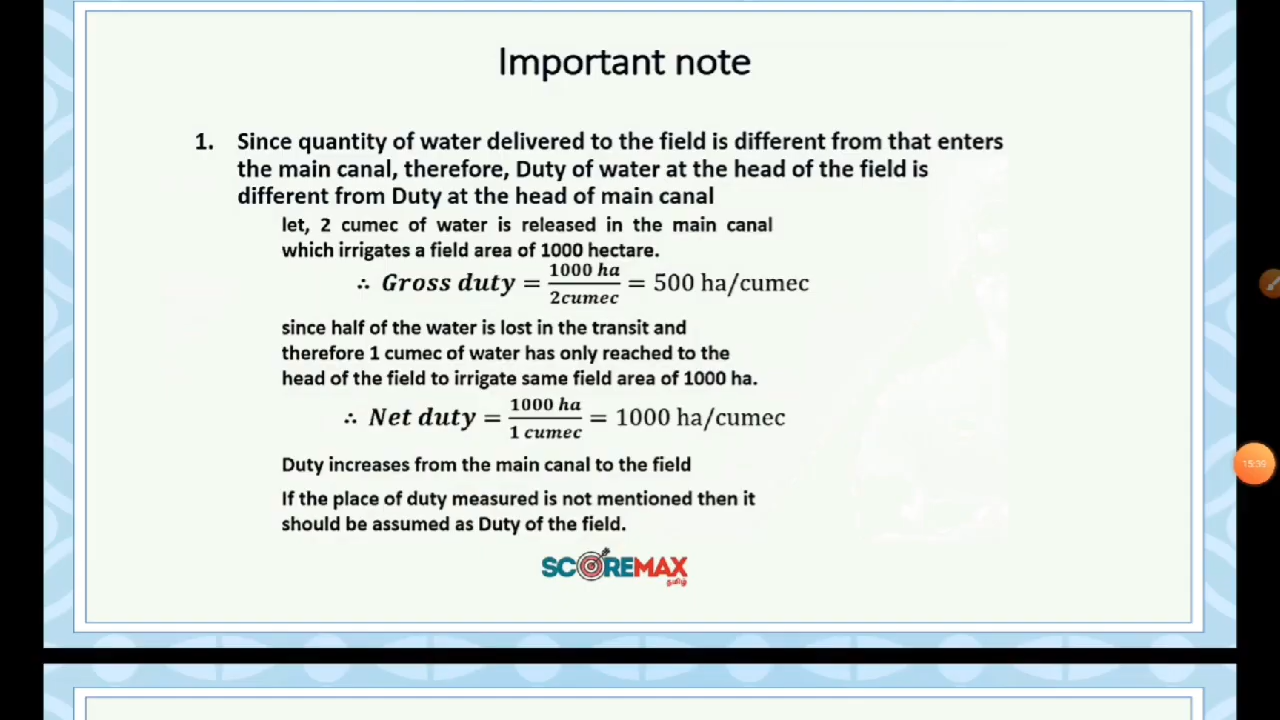 Important note
1. Since quantity of water delivered to the field is different from that enters
the main canal, therefore, Duty of water at the head of the field is
different from Duty at the head of main canal
let, 2 cumec of water is released in the main canal
which irrigates a field area of 1000 hectare.
∴ Gross duty = 1000 ha / 2cumec = 500 ha/cumec
since half of the water is lost in the transit and
therefore 1 cumec of water has only reached to the
head of the field to irrigate same field area of 1000 ha.
∴ Net duty = 1000 ha / 1 cumec = 1000 ha/cumec
Duty increases from the main canal to the field
If the place of duty measured is not mentioned then it
should be assumed as Duty of the field.
SCOREMAX
தமிழ்
15:39